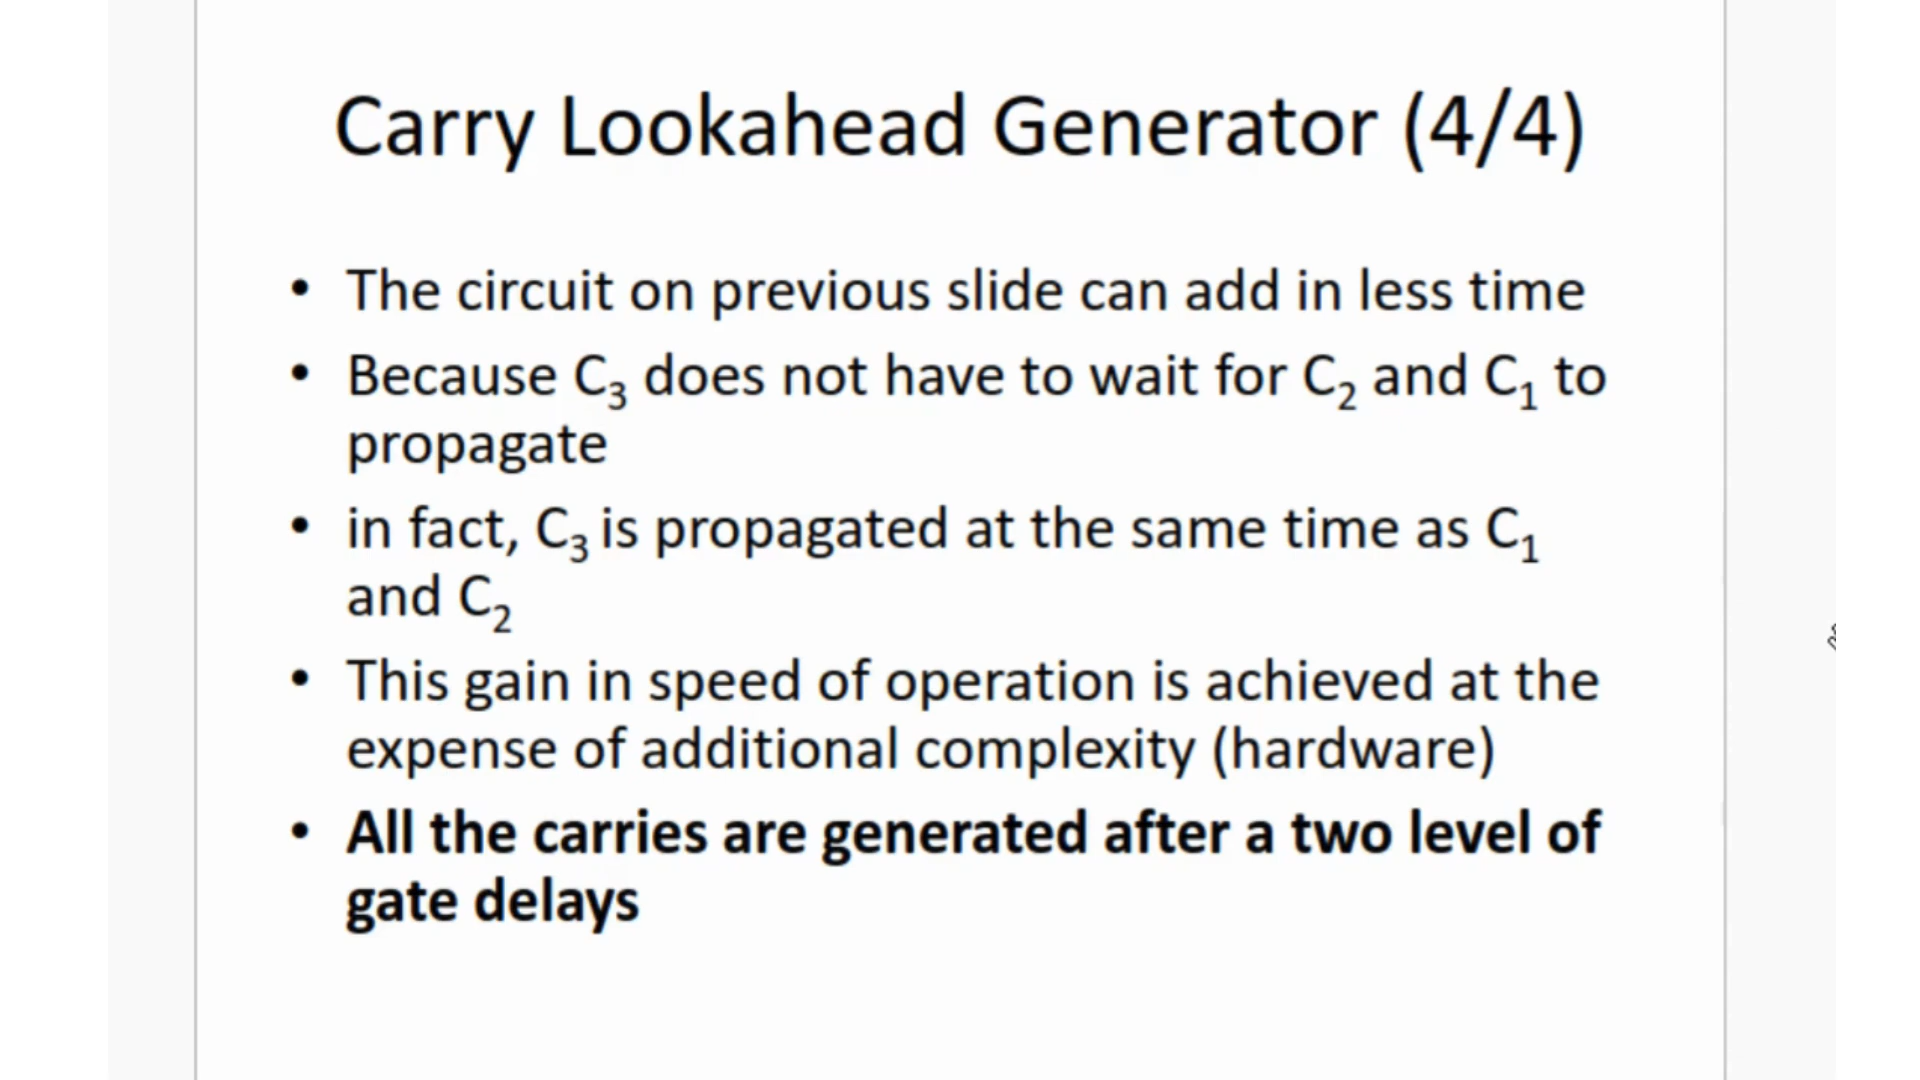 Carry Lookahead Generator (4/4)
• The circuit on previous slide can add in less time
• Because C₃ does not have to wait for C₂ and C₁ to
propagate
• in fact, C₃ is propagated at the same time as C₁
and C₂
• This gain in speed of operation is achieved at the
expense of additional complexity (hardware)
• All the carries are generated after a two level of
gate delays